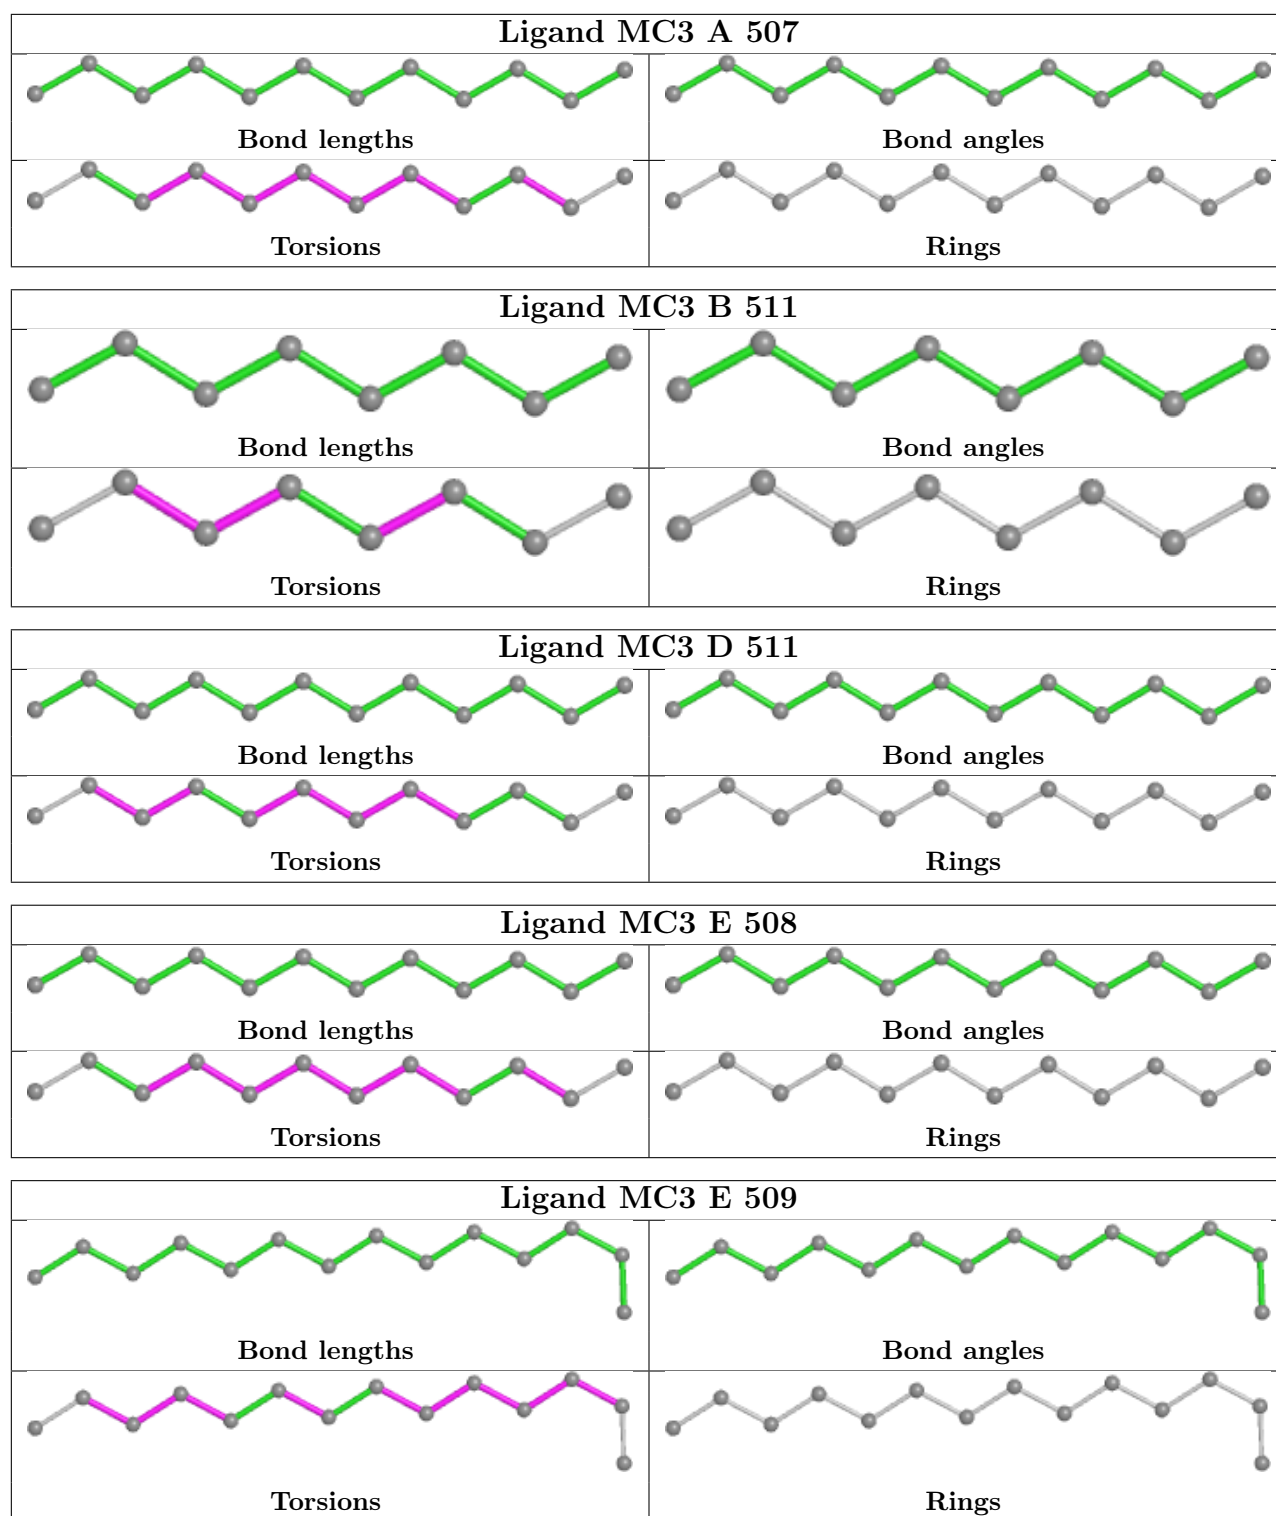 Ligand MC3 A 507
Bond lengths
Bond angles
Torsions
Rings
Ligand MC3 B 511
Bond lengths
Bond angles
Torsions
Rings
Ligand MC3 D 511
Bond lengths
Bond angles
Torsions
Rings
Ligand MC3 E 508
Bond lengths
Bond angles
Torsions
Rings
Ligand MC3 E 509
Bond lengths
Bond angles
Torsions
Rings